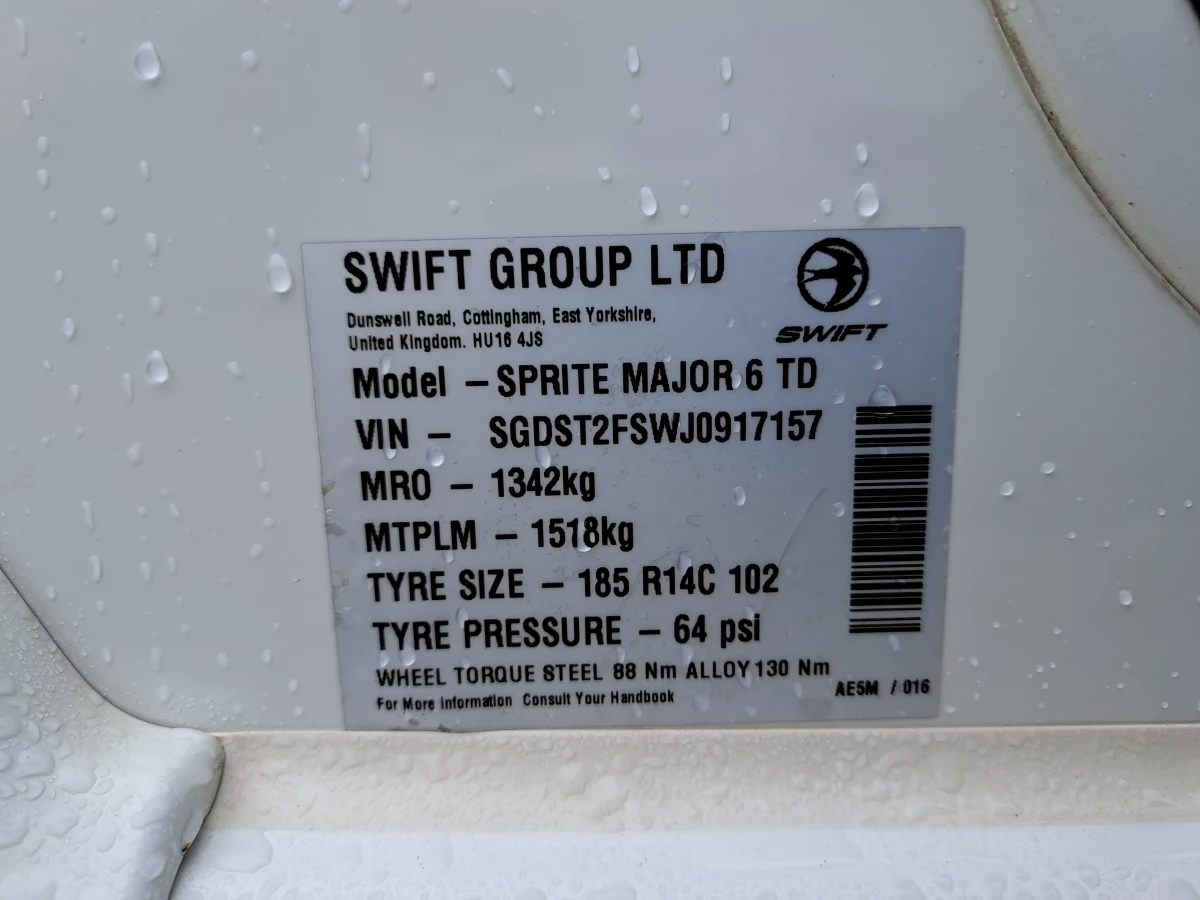 SWIFT GROUP LTD
Dunswell Road, Cottingham, East Yorkshire,
United Kingdom. HU16 4JS
SWIFT
Model – SPRITE MAJOR 6 TD
VIN – SGDST2FSWJ0917157
MRO – 1342kg
MTPLM – 1518kg
TYRE SIZE – 185 R14C 102
TYRE PRESSURE – 64 psi
WHEEL TORQUE STEEL 88 Nm ALLOY 130 Nm
For More Information Consult Your Handbook
AE5M / 016